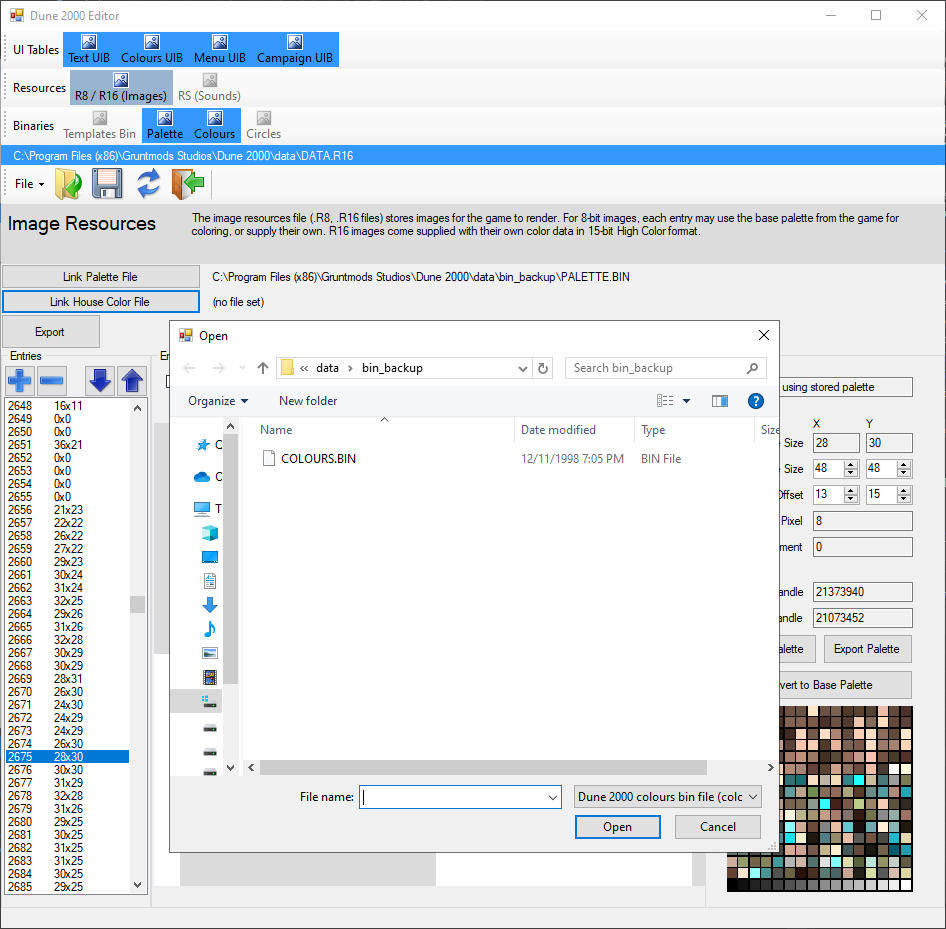 Dune 2000 Editor
UI Tables
Text UIB Colours UIB Menu UIB Campaign UIB
Resources
R8 / R16 (Images) RS (Sounds)
Binaries
Templates Bin Palette Colours Circles
C:\Program Files (x86)\Gruntmods Studios\Dune 2000\data\DATA.R16
File
Image Resources
The image resources file (.R8, .R16 files) stores images for the game to render. For 8-bit images, each entry may use the base palette from the game for
coloring, or supply their own. R16 images come supplied with their own color data in 15-bit High Color format.
Link Palette File C:\Program Files (x86)\Gruntmods Studios\Dune 2000\data\bin_backup\PALETTE.BIN
Link House Color File (no file set)
Export
Entries
2648 16x11
2649 0x0
2650 0x0
2651 36x21
2652 0x0
2653 0x0
2654 0x0
2655 0x0
2656 21x23
2657 22x22
2658 26x22
2659 27x22
2660 29x23
2661 30x24
2662 31x24
2663 32x25
2664 29x26
2665 31x26
2666 32x28
2667 30x29
2668 30x29
2669 28x31
2670 26x30
2671 24x30
2672 24x29
2673 24x29
2674 26x30
2675 28x30
2676 30x30
2677 31x29
2678 32x28
2679 31x26
2680 29x25
2681 30x25
2682 31x25
2683 31x25
2684 30x25
2685 29x25
Open
« data › bin_backup
Search bin_backup
Organize New folder
Name Date modified Type Size
COLOURS.BIN 12/11/1998 7:05 PM BIN File
File name:
Dune 2000 colours bin file (colc
Open Cancel
using stored palette
X Y
Size 28 30
Size 48 48
Offset 13 15
Pixel 8
ment 0
andle 21373940
andle 21073452
alette Export Palette
vert to Base Palette